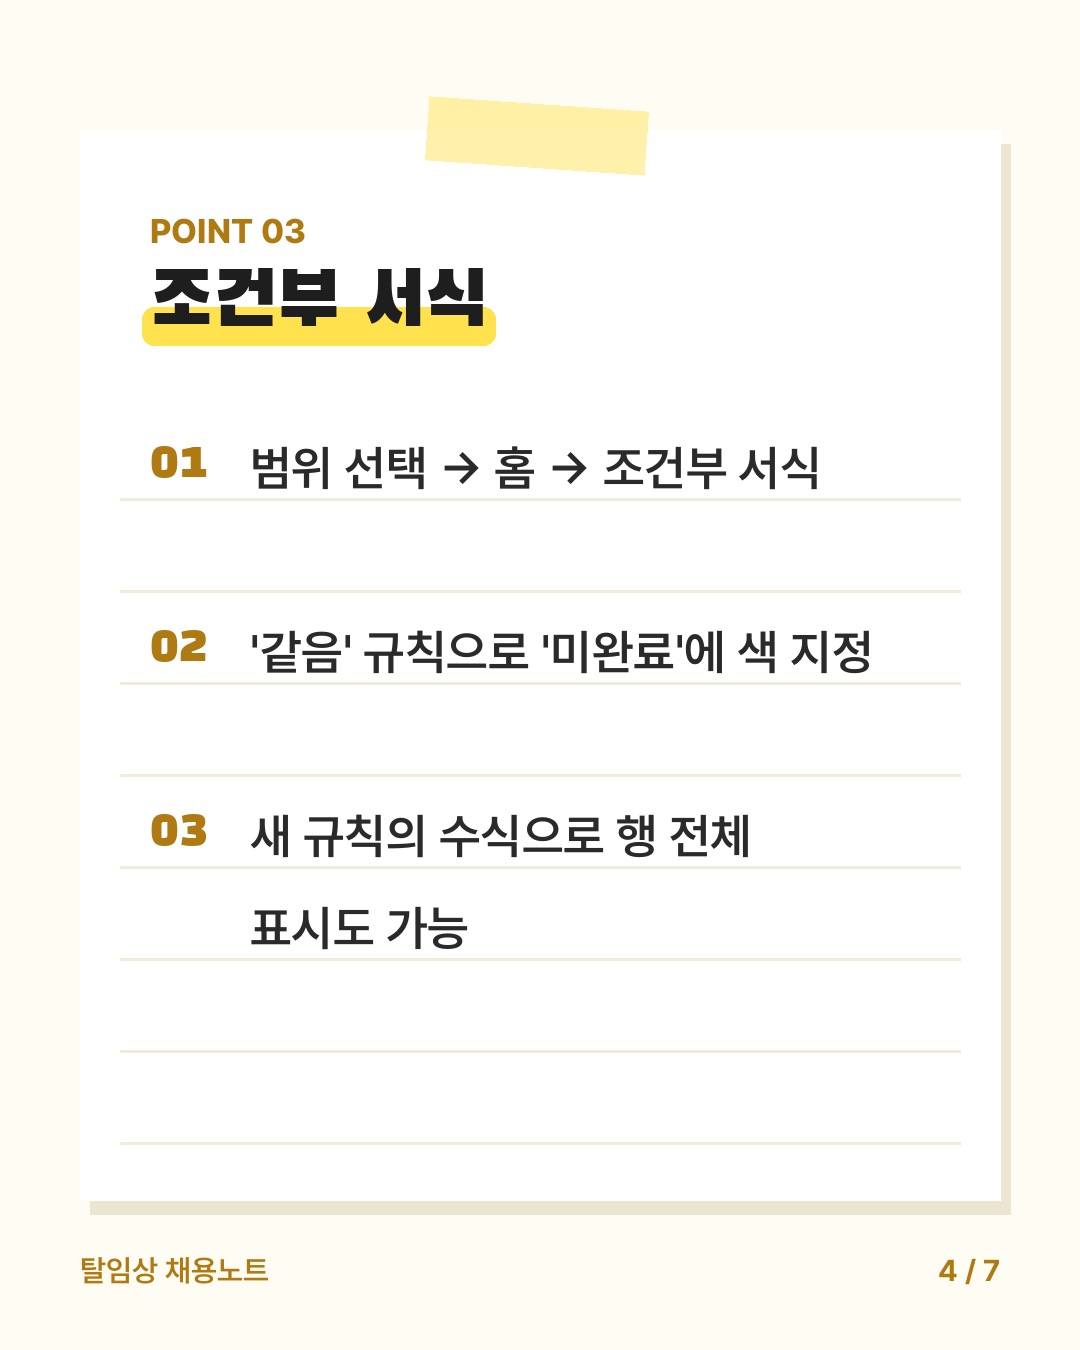 POINT 03
조건부 서식
01 범위 선택 → 홈 → 조건부 서식
02 '같음' 규칙으로 '미완료'에 색 지정
03 새 규칙의 수식으로 행 전체
표시도 가능
탈임상 채용노트
4 / 7